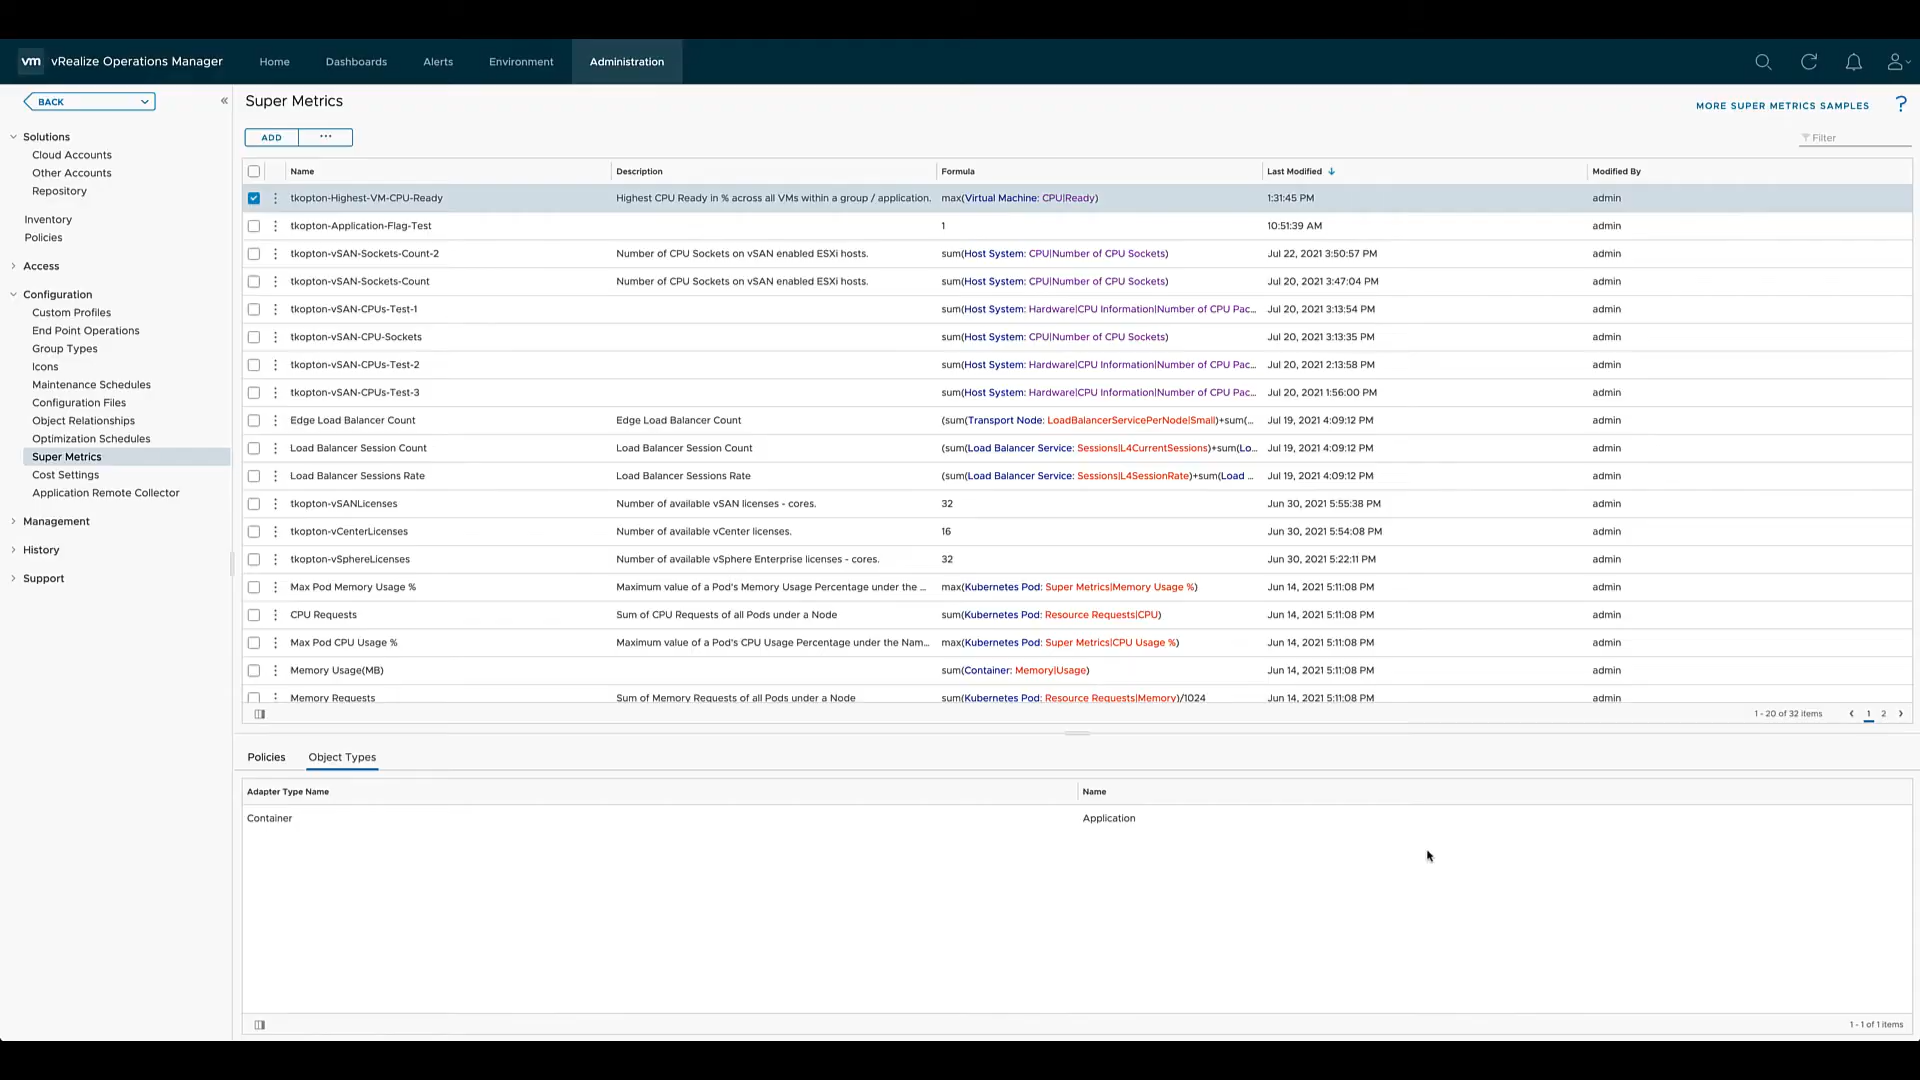 vm vRealize Operations Manager Home Dashboards Alerts Environment Administration
BACK
Solutions
Cloud Accounts
Other Accounts
Repository
Inventory
Policies
Access
Configuration
Custom Profiles
End Point Operations
Group Types
Icons
Maintenance Schedules
Configuration Files
Object Relationships
Optimization Schedules
Super Metrics
Cost Settings
Application Remote Collector
Management
History
Support
Super Metrics
MORE SUPER METRICS SAMPLES ?
ADD ...
Filter
Name Description Formula Last Modified Modified By
tkopton-Highest-VM-CPU-Ready Highest CPU Ready in % across all VMs within a group / application. max(Virtual Machine: CPU|Ready) 1:31:45 PM admin
tkopton-Application-Flag-Test 1 10:51:39 AM admin
tkopton-vSAN-Sockets-Count-2 Number of CPU Sockets on vSAN enabled ESXi hosts. sum(Host System: CPU|Number of CPU Sockets) Jul 22, 2021 3:50:57 PM admin
tkopton-vSAN-Sockets-Count Number of CPU Sockets on vSAN enabled ESXi hosts. sum(Host System: CPU|Number of CPU Sockets) Jul 20, 2021 3:47:04 PM admin
tkopton-vSAN-CPUs-Test-1 sum(Host System: Hardware|CPU Information|Number of CPU Pac... Jul 20, 2021 3:13:54 PM admin
tkopton-vSAN-CPU-Sockets sum(Host System: CPU|Number of CPU Sockets) Jul 20, 2021 3:13:35 PM admin
tkopton-vSAN-CPUs-Test-2 sum(Host System: Hardware|CPU Information|Number of CPU Pac... Jul 20, 2021 2:13:58 PM admin
tkopton-vSAN-CPUs-Test-3 sum(Host System: Hardware|CPU Information|Number of CPU Pac... Jul 20, 2021 1:56:00 PM admin
Edge Load Balancer Count Edge Load Balancer Count (sum(Transport Node: LoadBalancerServicePerNode|Small)+sum(... Jul 19, 2021 4:09:12 PM admin
Load Balancer Session Count Load Balancer Session Count (sum(Load Balancer Service: Sessions|L4CurrentSessions)+sum(Lo... Jul 19, 2021 4:09:12 PM admin
Load Balancer Sessions Rate Load Balancer Sessions Rate (sum(Load Balancer Service: Sessions|L4SessionRate)+sum(Load ... Jul 19, 2021 4:09:12 PM admin
tkopton-vSANLicenses Number of available vSAN licenses - cores. 32 Jun 30, 2021 5:55:38 PM admin
tkopton-vCenterLicenses Number of available vCenter licenses. 16 Jun 30, 2021 5:54:08 PM admin
tkopton-vSphereLicenses Number of available vSphere Enterprise licenses - cores. 32 Jun 30, 2021 5:22:11 PM admin
Max Pod Memory Usage % Maximum value of a Pod's Memory Usage Percentage under the ... max(Kubernetes Pod: Super Metrics|Memory Usage %) Jun 14, 2021 5:11:08 PM admin
CPU Requests Sum of CPU Requests of all Pods under a Node sum(Kubernetes Pod: Resource Requests|CPU) Jun 14, 2021 5:11:08 PM admin
Max Pod CPU Usage % Maximum value of a Pod's CPU Usage Percentage under the Nam... max(Kubernetes Pod: Super Metrics|CPU Usage %) Jun 14, 2021 5:11:08 PM admin
Memory Usage(MB) sum(Container: Memory|Usage) Jun 14, 2021 5:11:08 PM admin
Memory Requests Sum of Memory Requests of all Pods under a Node sum(Kubernetes Pod: Resource Requests|Memory)/1024 Jun 14, 2021 5:11:08 PM admin
1 - 20 of 32 items 1 2
Policies Object Types
Adapter Type Name Name
Container Application
1 - 1 of 1 items